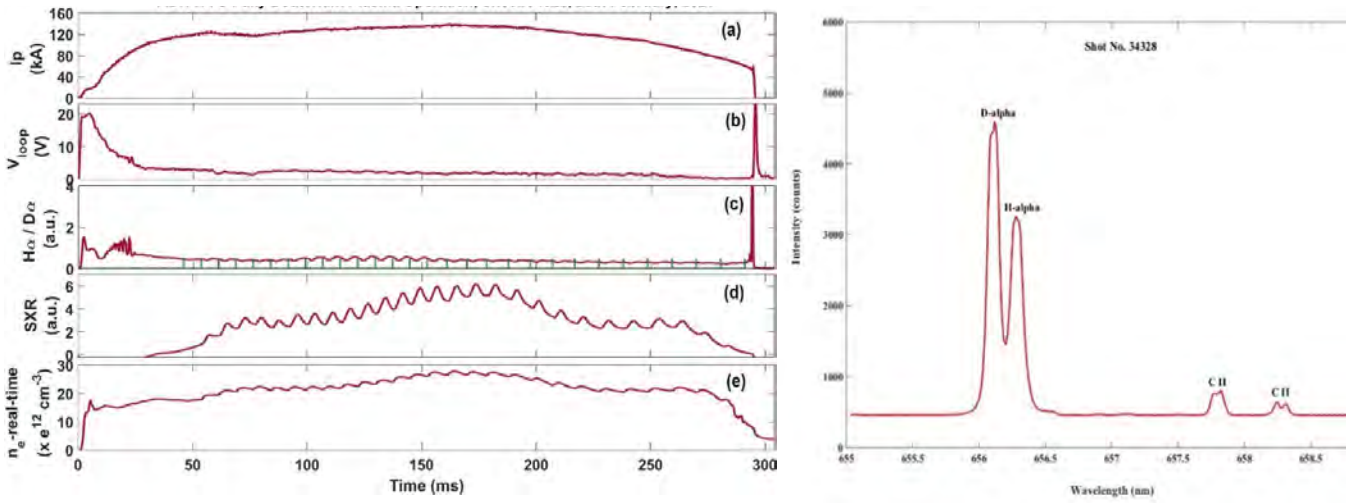 160
120
80
40
0
Ip
(kA)
(a)
20
10
0
V loop
(V)
(b)
4
2
0
Hα / Dα
(a.u.)
(c)
6
4
2
0
SXR
(a.u.)
(d)
30
20
10
0
nₑ-real-time
(x e¹² cm⁻³)
(e)
0 50 100 150 200 250 300
Time (ms)
6000
5000
4000
3000
2000
1000
0
Intensity (counts)
Shot No. 34328
D-alpha
H-alpha
C II
C II
655 655.5 656 656.5 657 657.5 658 658.5
Wavelength (nm)